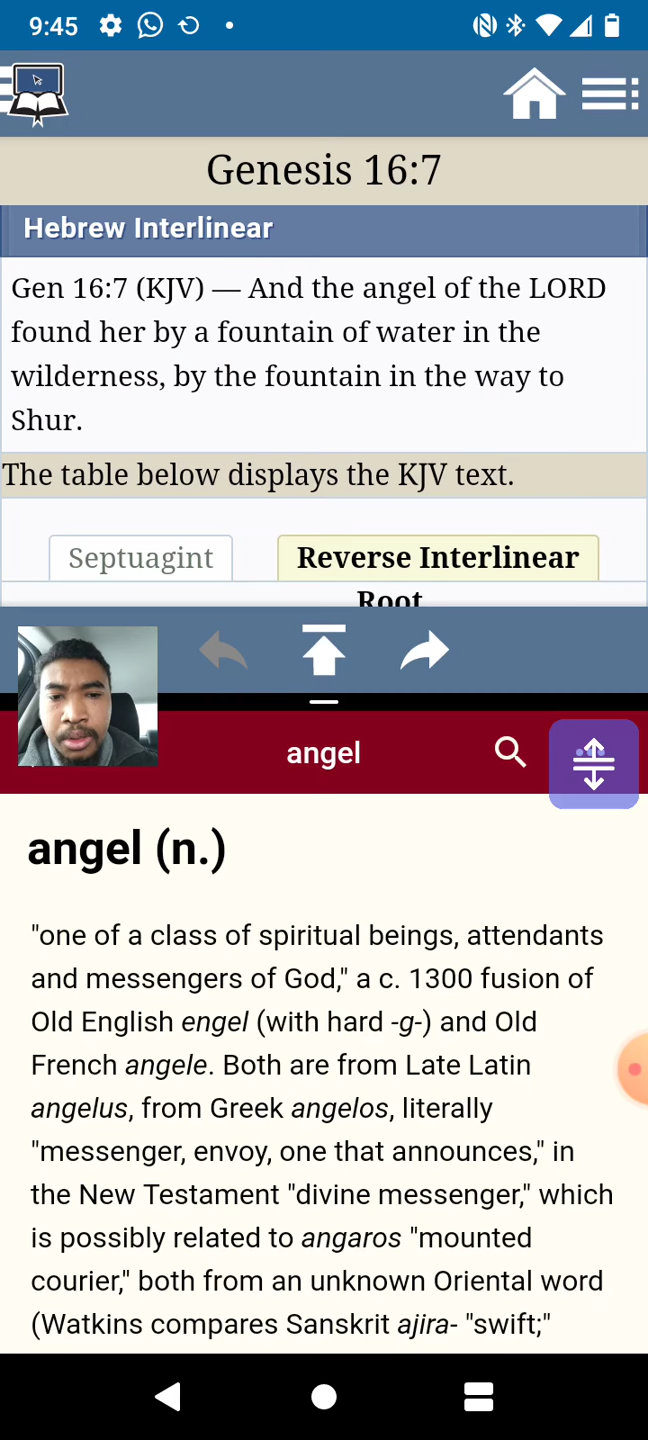 9:45
Genesis 16:7
Hebrew Interlinear
Gen 16:7 (KJV) — And the angel of the LORD
found her by a fountain of water in the
wilderness, by the fountain in the way to
Shur.
The table below displays the KJV text.
Septuagint Reverse Interlinear
Root
angel
angel (n.)
"one of a class of spiritual beings, attendants
and messengers of God," a c. 1300 fusion of
Old English engel (with hard -g-) and Old
French angele. Both are from Late Latin
angelus, from Greek angelos, literally
"messenger, envoy, one that announces," in
the New Testament "divine messenger," which
is possibly related to angaros "mounted
courier," both from an unknown Oriental word
(Watkins compares Sanskrit ajira- "swift;"